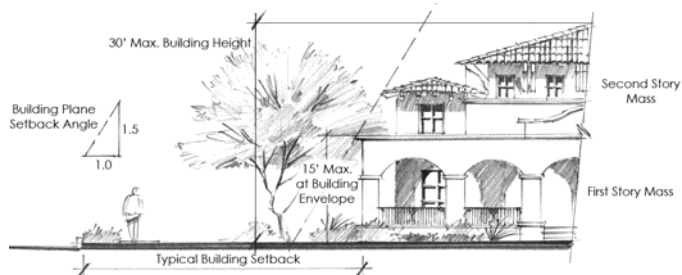 30' Max. Building Height
Building Plane
Setback Angle
1.5
1.0
Second Story
Mass
15' Max.
at Building
Envelope
First Story Mass
Typical Building Setback